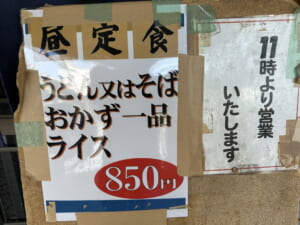 昼定食
うどん又はそば
おかず一品
ライス
850円
11時より営業
いたします